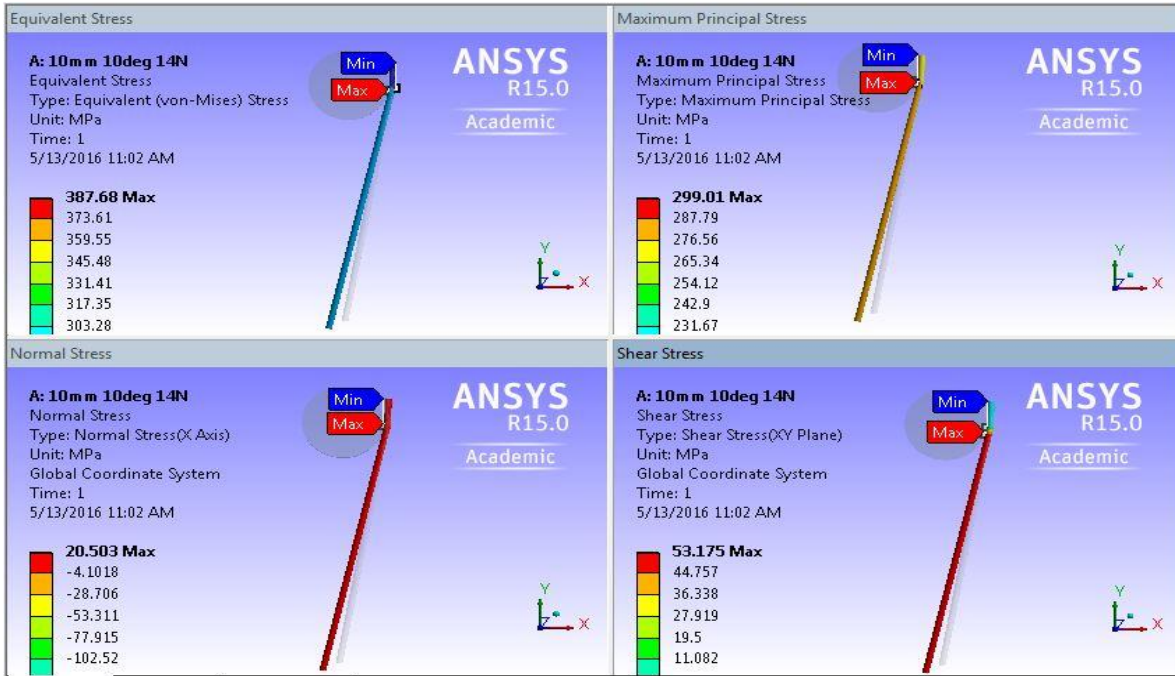 Equivalent Stress
A: 10mm 10deg 14N
Equivalent Stress
Type: Equivalent (von-Mises) Stress
Unit: MPa
Time: 1
5/13/2016 11:02 AM
387.68 Max
373.61
359.55
345.48
331.41
317.35
303.28
Min
Max
ANSYS
R15.0
Academic
Y
X
Maximum Principal Stress
A: 10mm 10deg 14N
Maximum Principal Stress
Type: Maximum Principal Stress
Unit: MPa
Time: 1
5/13/2016 11:02 AM
299.01 Max
287.79
276.56
265.34
254.12
242.9
231.67
Min
Max
ANSYS
R15.0
Academic
Y
X
Normal Stress
A: 10mm 10deg 14N
Normal Stress
Type: Normal Stress(X Axis)
Unit: MPa
Global Coordinate System
Time: 1
5/13/2016 11:02 AM
20.503 Max
-4.1018
-28.706
-53.311
-77.915
-102.52
Min
Max
ANSYS
R15.0
Academic
Y
X
Shear Stress
A: 10mm 10deg 14N
Shear Stress
Type: Shear Stress(XY Plane)
Unit: MPa
Global Coordinate System
Time: 1
5/13/2016 11:02 AM
53.175 Max
44.757
36.338
27.919
19.5
11.082
Min
Max
ANSYS
R15.0
Academic
Y
X